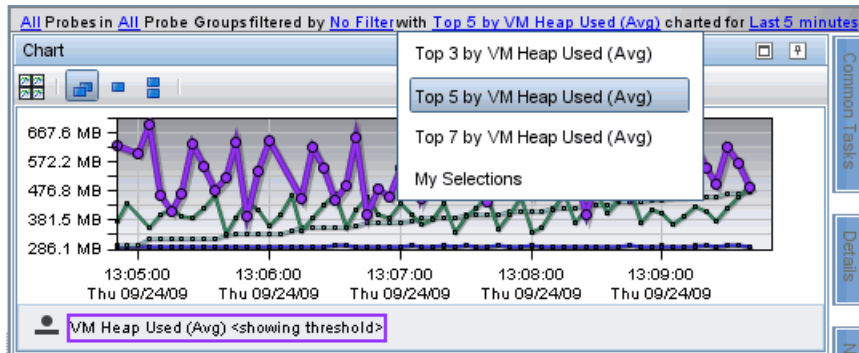 All Probes in All Probe Groups filtered by No Filter with Top 5 by VM Heap Used (Avg) charted for Last 5 minutes
Chart
Top 3 by VM Heap Used (Avg)
Top 5 by VM Heap Used (Avg)
Top 7 by VM Heap Used (Avg)
My Selections
667.6 MB
572.2 MB
476.8 MB
381.5 MB
286.1 MB
13:05:00 13:06:00 13:07:00 13:08:00 13:09:00
Thu 09/24/09 Thu 09/24/09 Thu 09/24/09 Thu 09/24/09 Thu 09/24/09
VM Heap Used (Avg) <showing threshold>
Common Tasks
Details